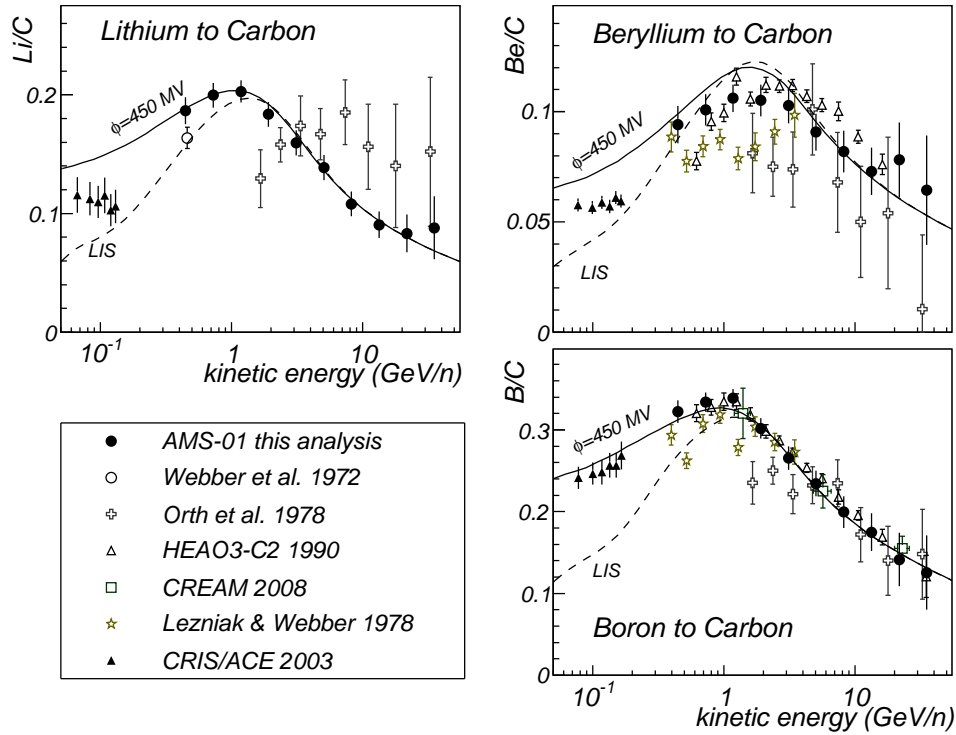 Lithium to Carbon
Li/C
0.2
0.1
0
ϕ=450 MV
LIS
10⁻¹
1
10
kinetic energy (GeV/n)
Beryllium to Carbon
Be/C
0.1
0.05
0
ϕ=450 MV
LIS
B/C
0.3
0.2
0.1
0
ϕ=450 MV
LIS
Boron to Carbon
10⁻¹
1
10
kinetic energy (GeV/n)
AMS-01 this analysis
Webber et al. 1972
Orth et al. 1978
HEAO3-C2 1990
CREAM 2008
Lezniak & Webber 1978
CRIS/ACE 2003